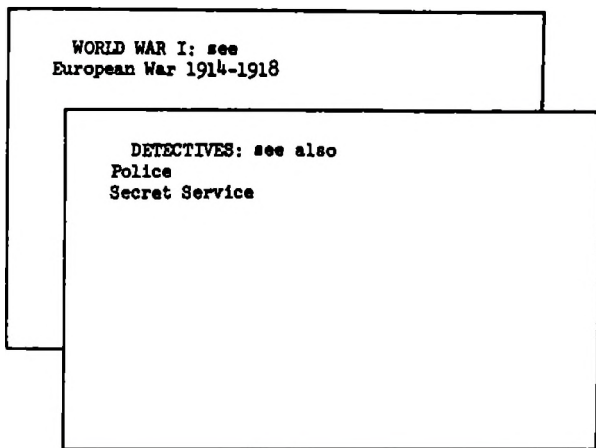 WORLD WAR I: see
European War 1914-1918
DETECTIVES: see also
Police
Secret Service